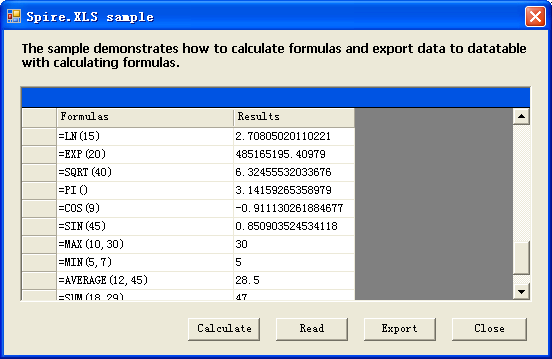 Spire.XLS sample
The sample demonstrates how to calculate formulas and export data to datatable
with calculating formulas.
Formulas Results
=LN(15) 2.70805020110221
=EXP(20) 485165195.40979
=SQRT(40) 6.32455532033676
=PI() 3.14159265358979
=COS(9) -0.911130261884677
=SIN(45) 0.850903524534118
=MAX(10,30) 30
=MIN(5,7) 5
=AVERAGE(12,45) 28.5
=SUM(18,29) 47
Calculate Read Export Close